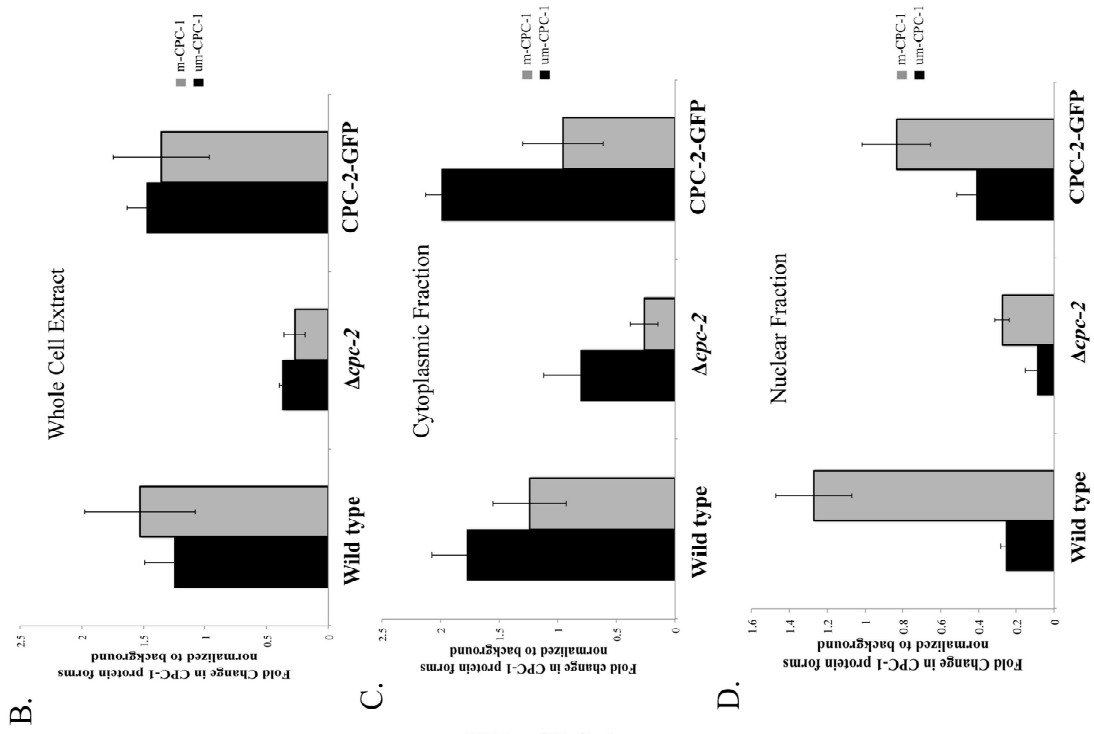 B.
Whole Cell Extract
Fold Change in CPC-1 protein forms
normalized to background
2.5
2
1.5
1
0.5
0
Wild type
Δcpc-2
CPC-2-GFP
m-CPC-1
um-CPC-1
C.
Cytoplasmic Fraction
Fold change in CPC-1 protein forms
normalized to background
2.5
2
1.5
1
0.5
0
Wild type
Δcpc-2
CPC-2-GFP
m-CPC-1
um-CPC-1
D.
Nuclear Fraction
Fold Change in CPC-1 protein forms
normalized to background
1.6
1.4
1.2
1
0.8
0.6
0.4
0.2
0
Wild type
Δcpc-2
CPC-2-GFP
m-CPC-1
um-CPC-1